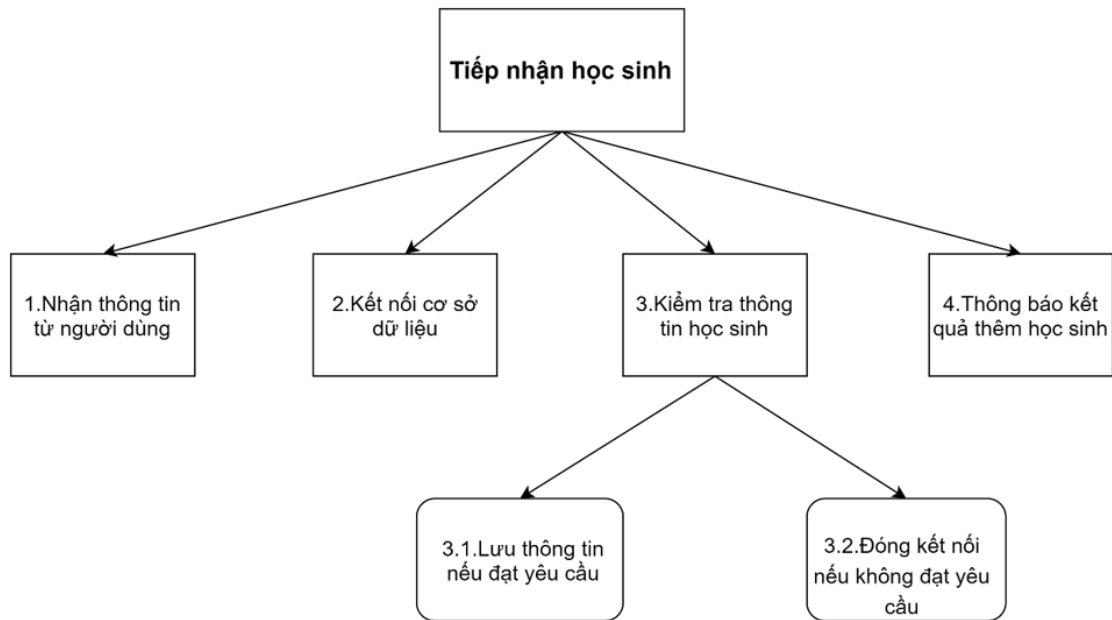 Tiếp nhận học sinh
1.Nhận thông tin
từ người dùng
2.Kết nối cơ sở
dữ liệu
3.Kiểm tra thông
tin học sinh
4.Thông báo kết
quả thêm học sinh
3.1.Lưu thông tin
nếu đạt yêu cầu
3.2.Đóng kết nối
nếu không đạt yêu
cầu